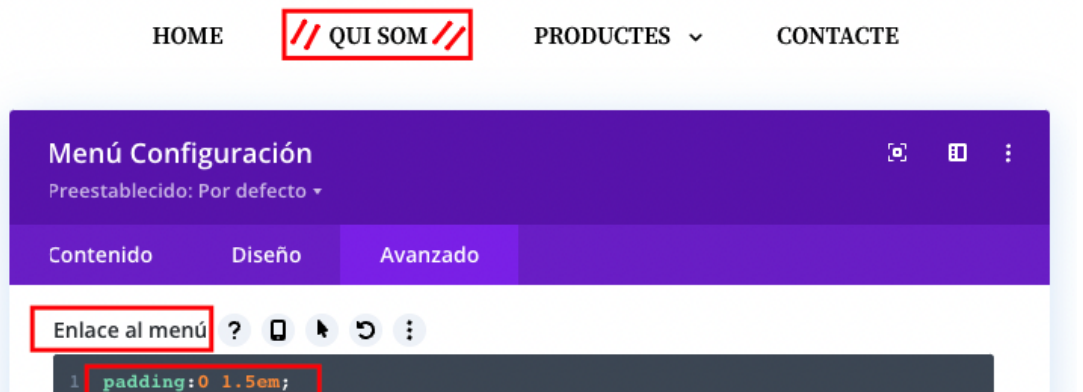 HOME // QUI SOM // PRODUCTES CONTACTE
Menú Configuración
Preestablecido: Por defecto
Contenido Diseño Avanzado
Enlace al menú ?
1 padding:0 1.5em;